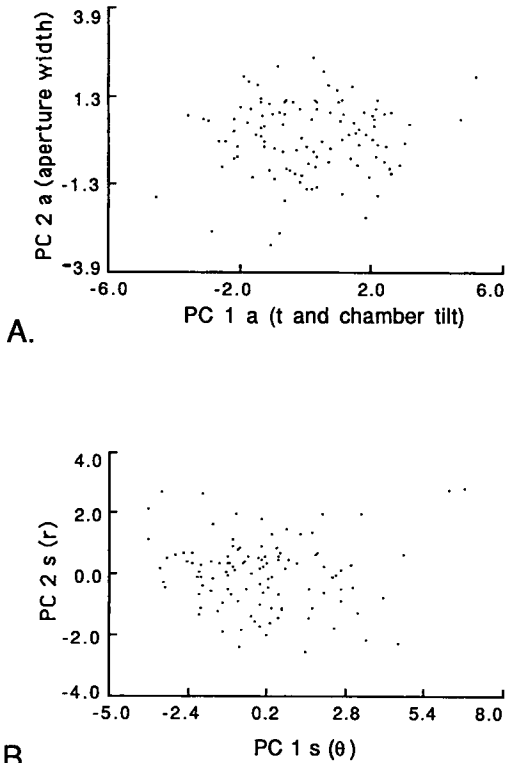 3.9
1.3
-1.3
-3.9
PC 2 a (aperture width)
-6.0 -2.0 2.0 6.0
PC 1 a (t and chamber tilt)
A.
4.0
2.0
0.0
-2.0
-4.0
PC 2 s (r)
-5.0 -2.4 0.2 2.8 5.4 8.0
PC 1 s (θ)
B